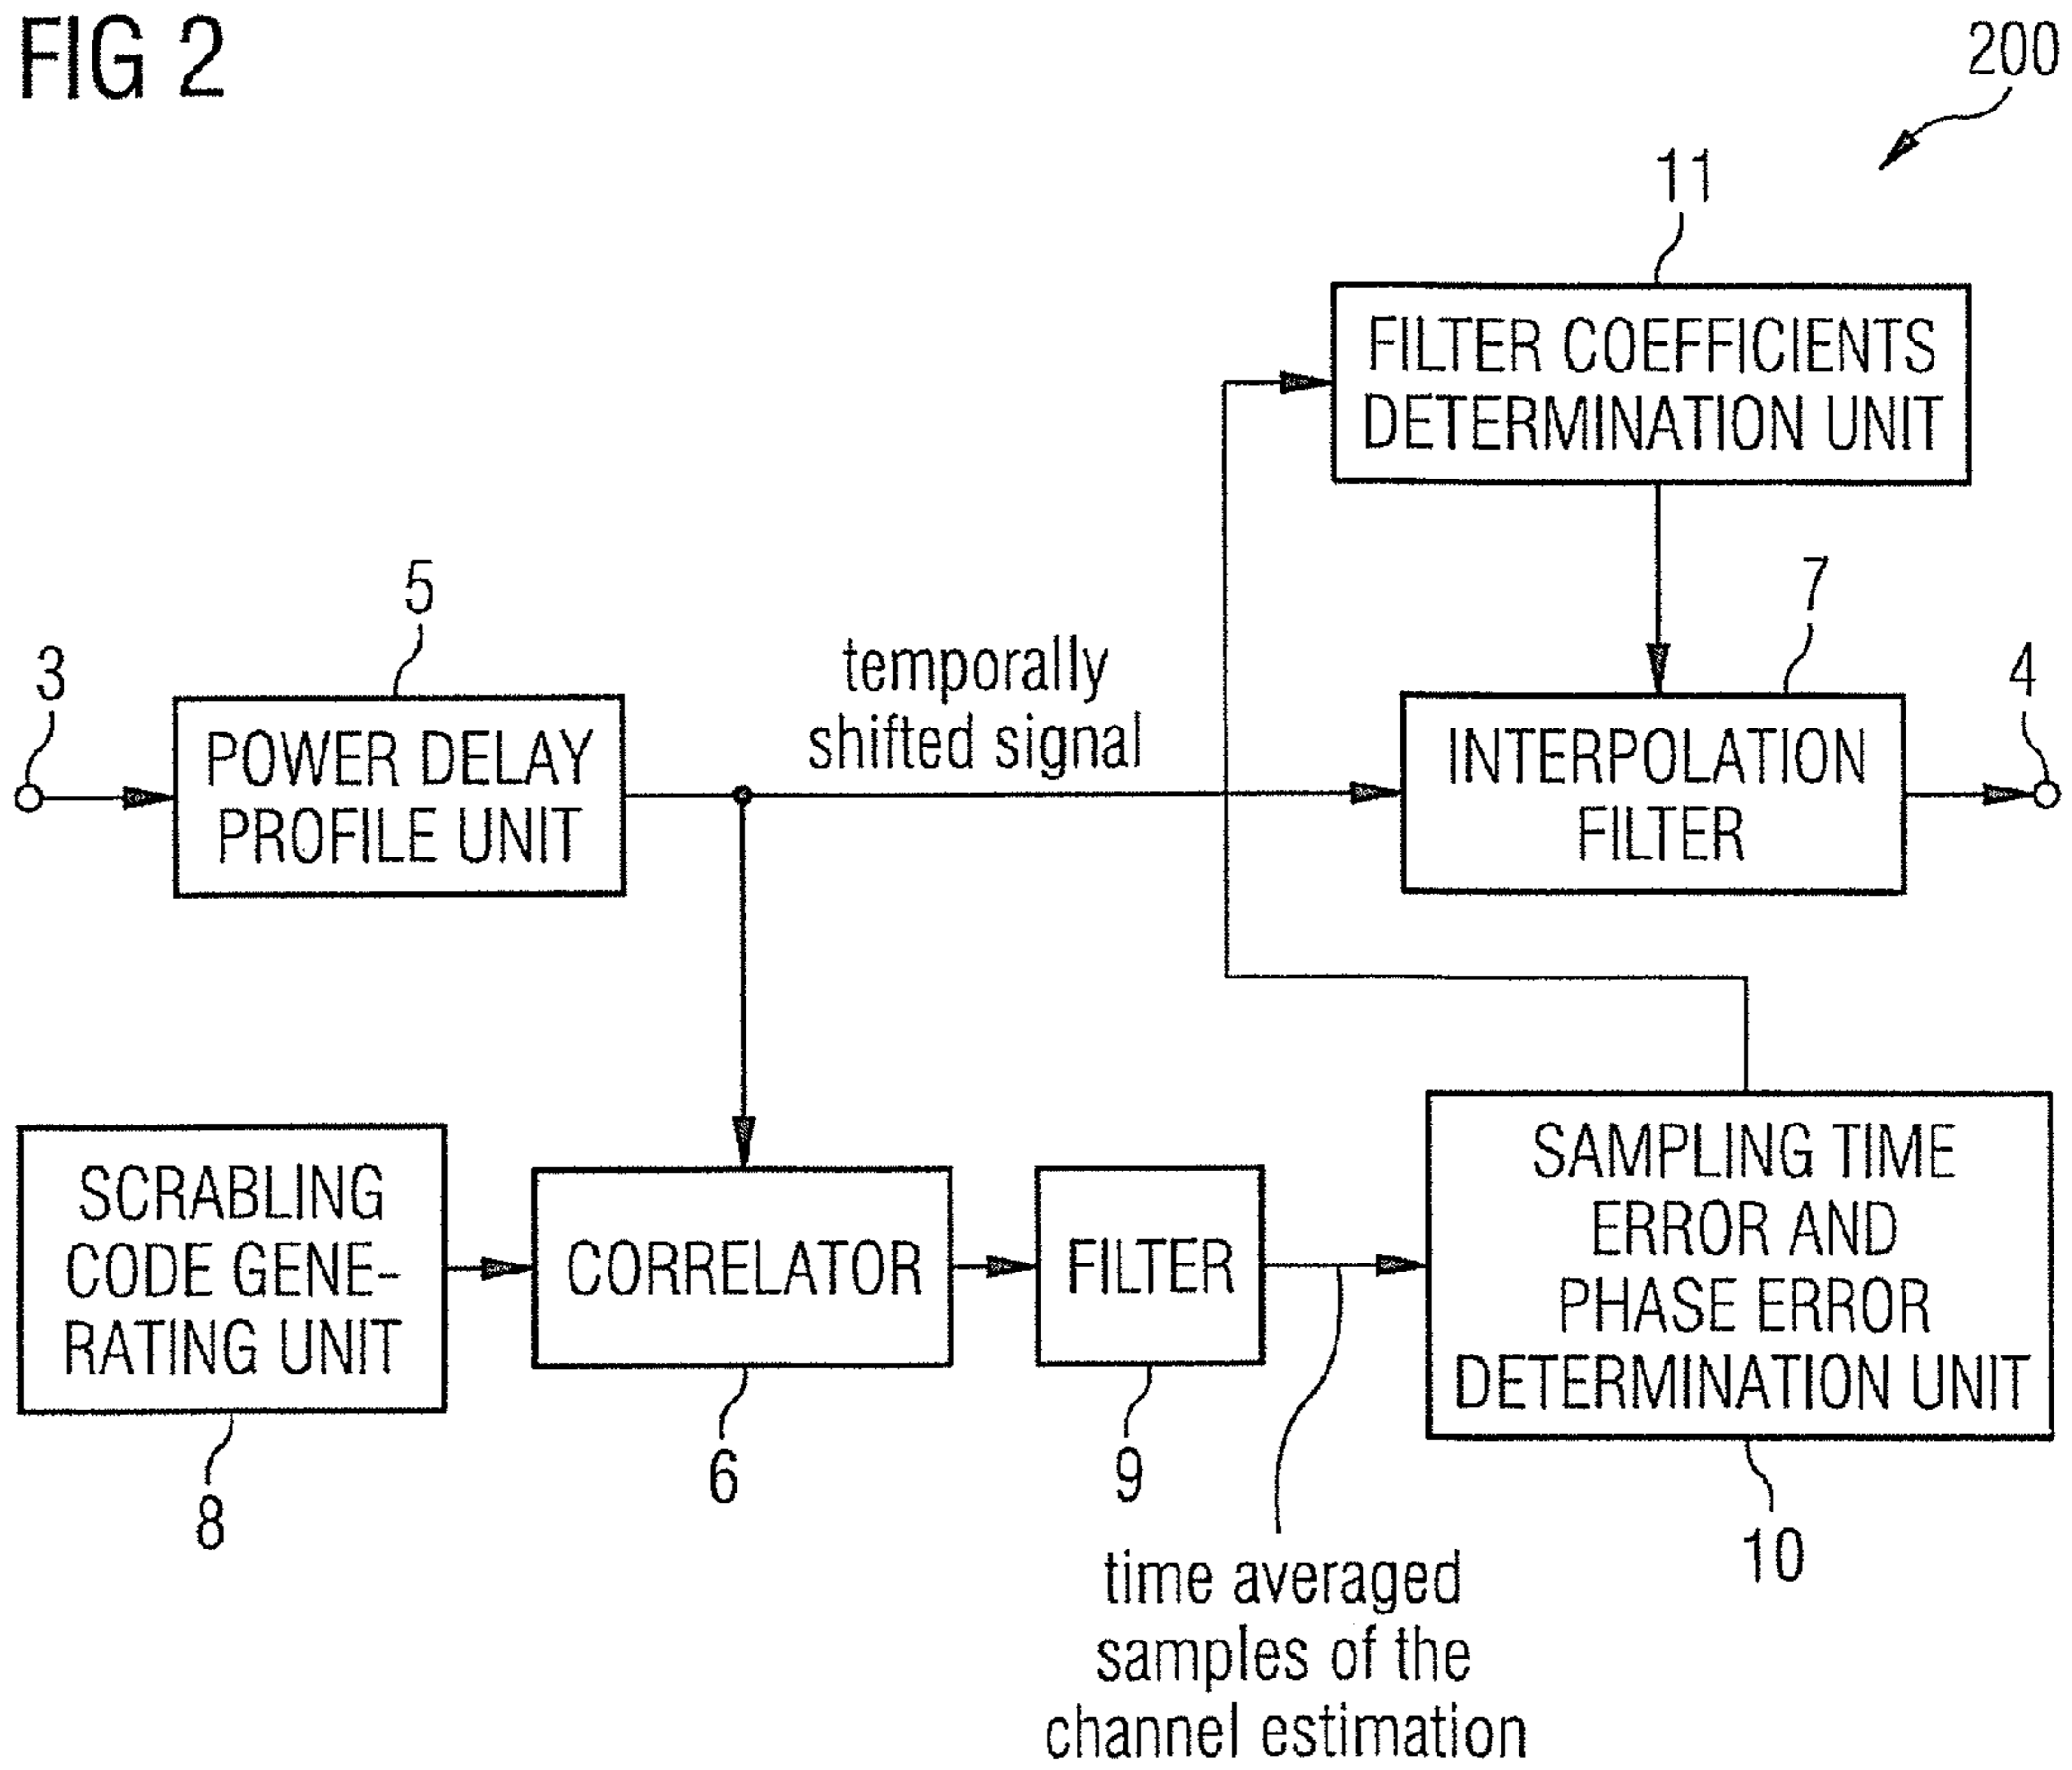 FIG 2
200
11
FILTER COEFFICIENTS
DETERMINATION UNIT
5
7
3
temporally
shifted signal
4
POWER DELAY
PROFILE UNIT
INTERPOLATION
FILTER
SCRABLING
CODE GENE-
RATING UNIT
CORRELATOR
FILTER
SAMPLING TIME
ERROR AND
PHASE ERROR
DETERMINATION UNIT
8
6
9
10
time averaged
samples of the
channel estimation